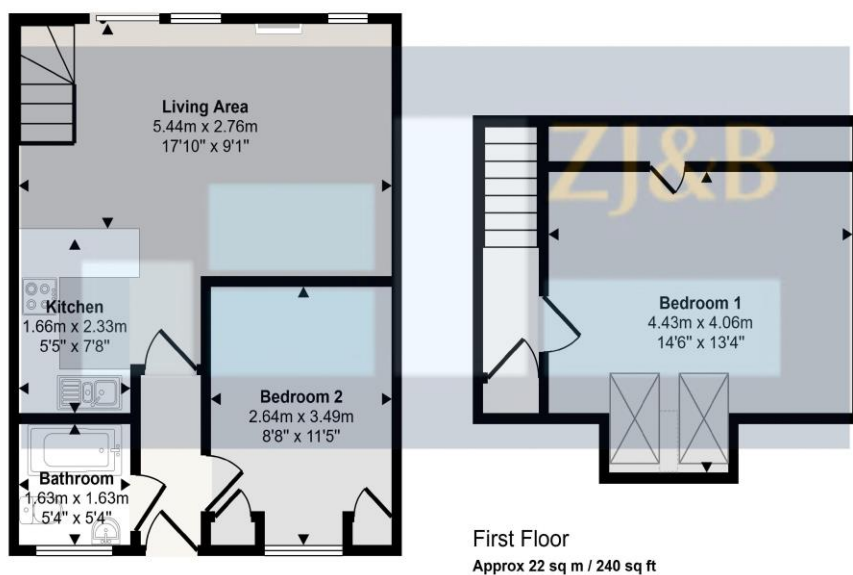 Living Area
5.44m x 2.76m
17'10" x 9'1"
Kitchen
1.66m x 2.33m
5'5" x 7'8"
Bedroom 2
2.64m x 3.49m
8'8" x 11'5"
Bathroom
1.63m x 1.63m
5'4" x 5'4"
ZJ&B
Bedroom 1
4.43m x 4.06m
14'6" x 13'4"
First Floor
Approx 22 sq m / 240 sq ft